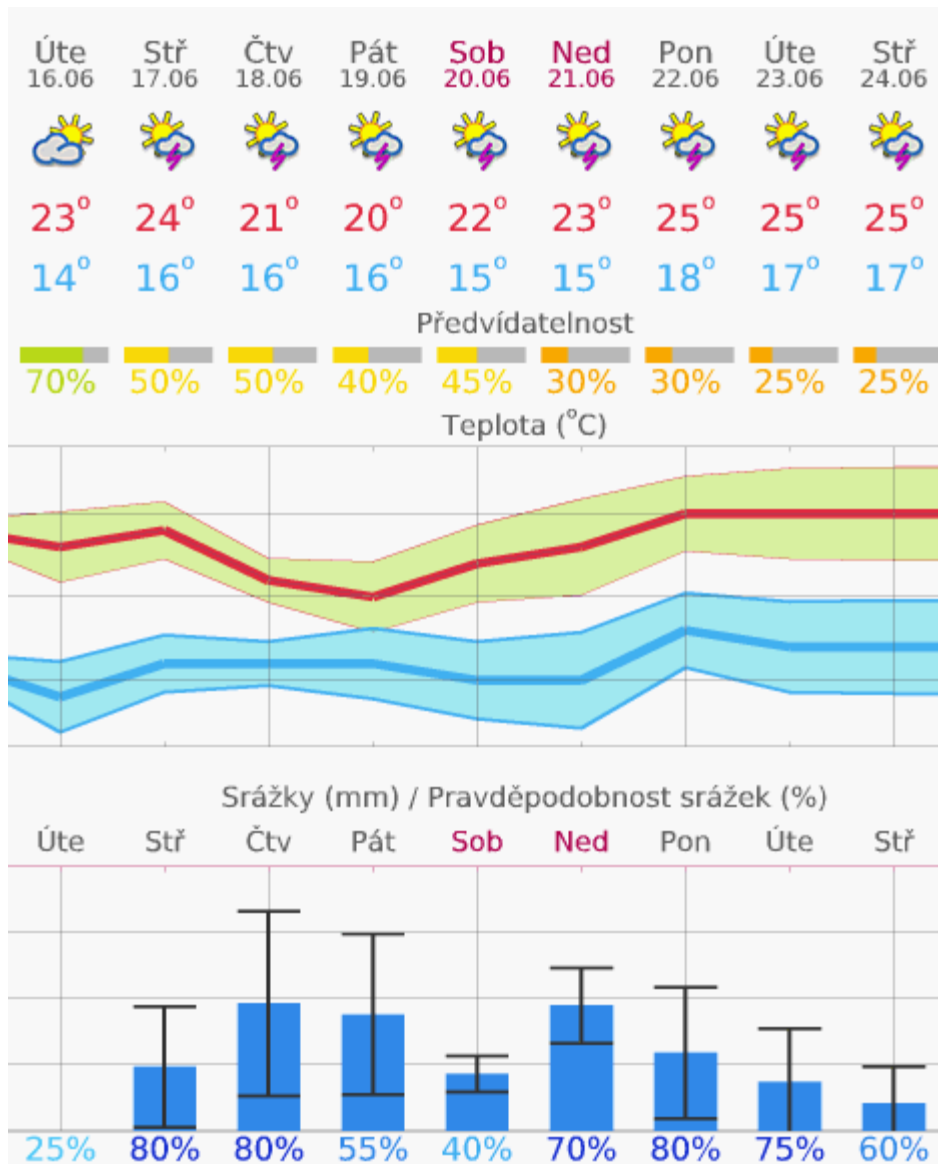 Úte Stř Čtv Pát Sob Ned Pon Úte Stř
16.06 17.06 18.06 19.06 20.06 21.06 22.06 23.06 24.06
23° 24° 21° 20° 22° 23° 25° 25° 25°
14° 16° 16° 16° 15° 15° 18° 17° 17°
Předvídatelnost
70% 50% 50% 40% 45% 30% 30% 25% 25%
Teplota (°C)
Srážky (mm) / Pravděpodobnost srážek (%)
Úte Stř Čtv Pát Sob Ned Pon Úte Stř
25% 80% 80% 55% 40% 70% 80% 75% 60%